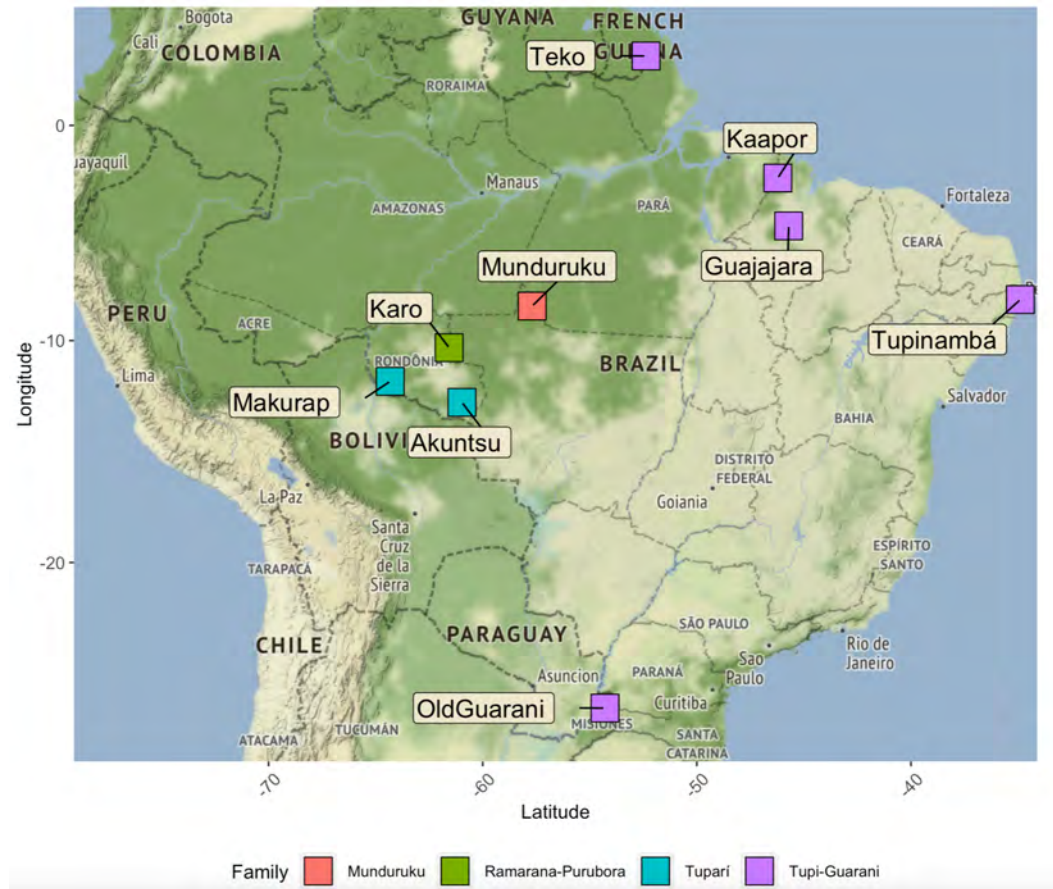 Bogota
GUYANA
FRENCH
GUIANA
Cali
COLOMBIA
Teko
RORAIMA
0
Kaapor
uayaquil
Manaus
AMAZONAS
PARÁ
Fortaleza
CEARÁ
Munduruku
Guajajara
Karo
PERU
ACRE
RONDÔNIA
BRAZIL
Tupinambá
-10
Lima
Makurap
Salvador
BAHIA
BOLIVI
Akuntsu
DISTRITO
FEDERAL
La Paz
Goiania
Santa
Cruz
de la
Sierra
ESPÍRITO
SANTO
-20
TARAPACÁ
CHILE
PARAGUAY
SÃO PAULO
Rio de
Janeiro
Sao
Paulo
Asuncion
PARANÁ
Curitiba
OldGuarani
MISIONES
TUCUMÁN
ATACAMA
SANTA
CATARINA
Longitude
-70
-60
-50
-40
Latitude
Family Munduruku Ramarana-Purubora Tuparí Tupi-Guarani